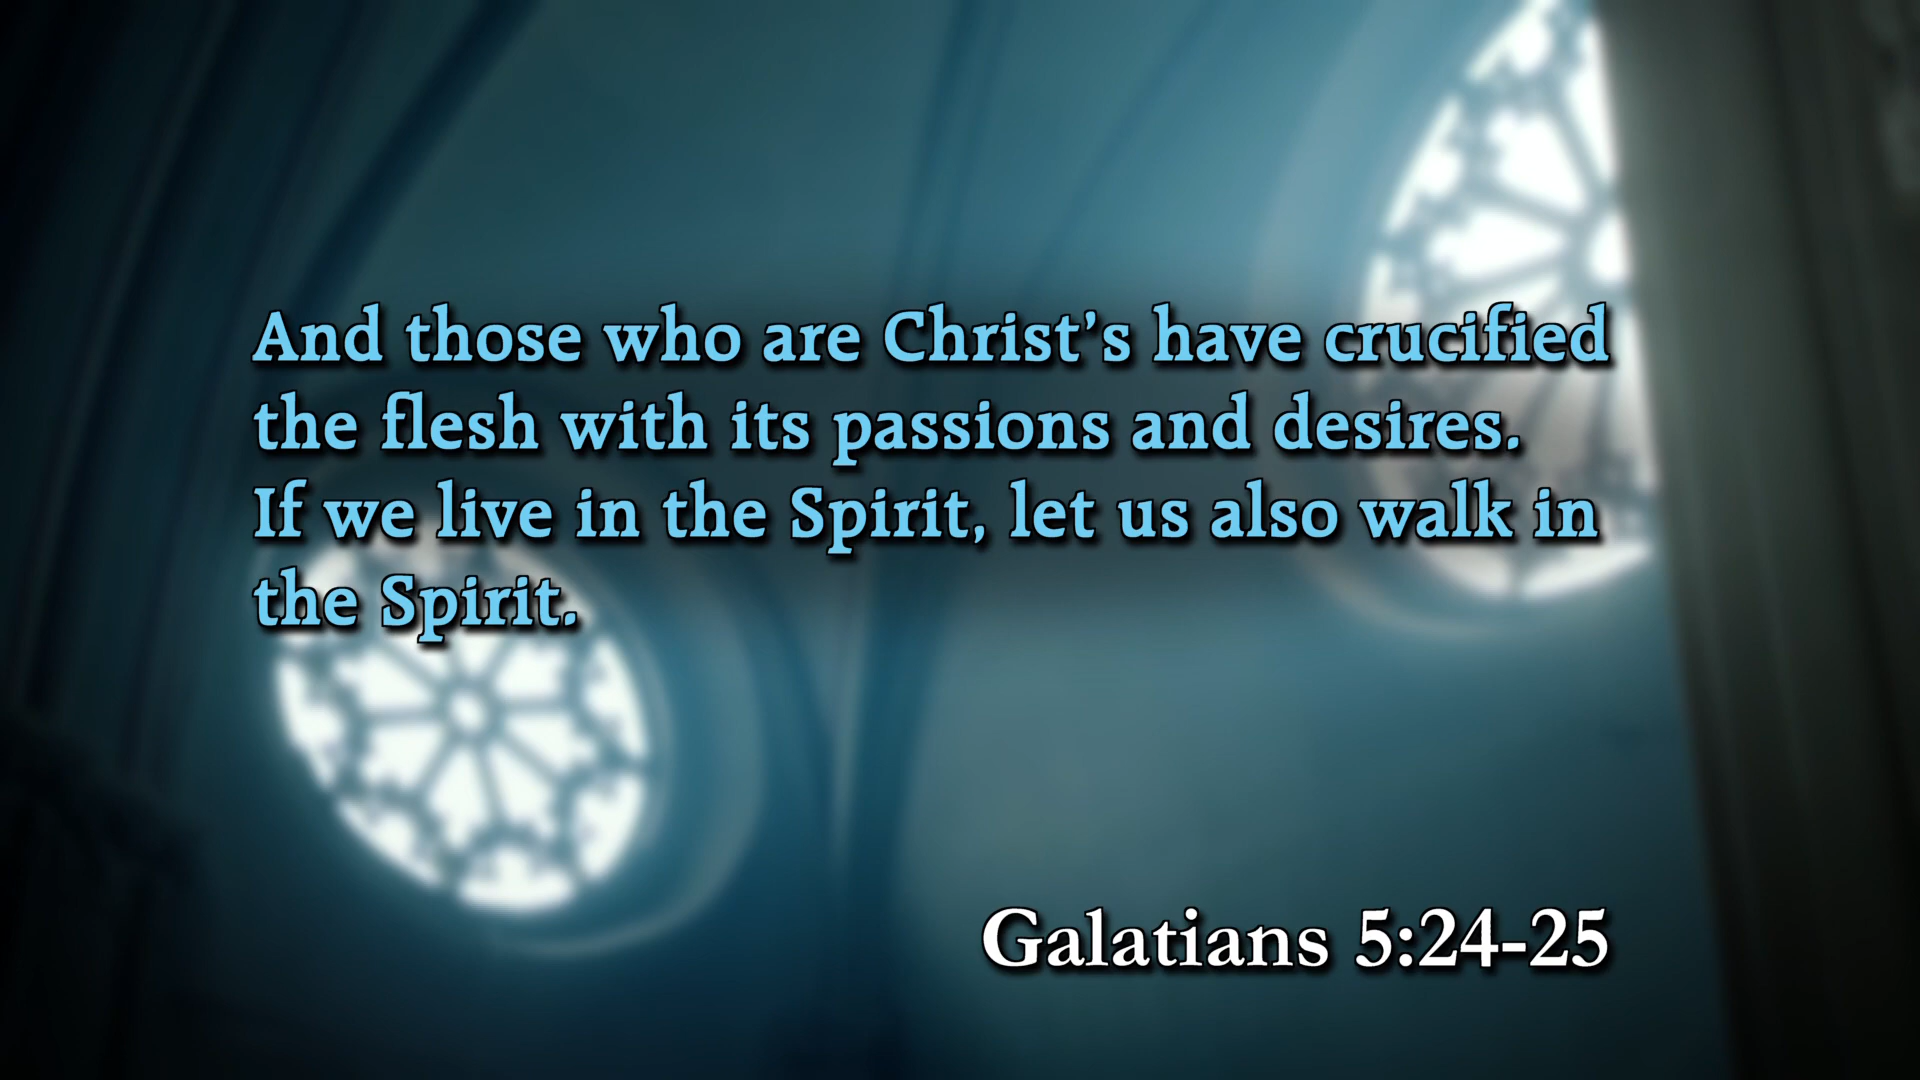 And those who are Christ’s have crucified
the flesh with its passions and desires.
If we live in the Spirit, let us also walk in
the Spirit.
Galatians 5:24-25